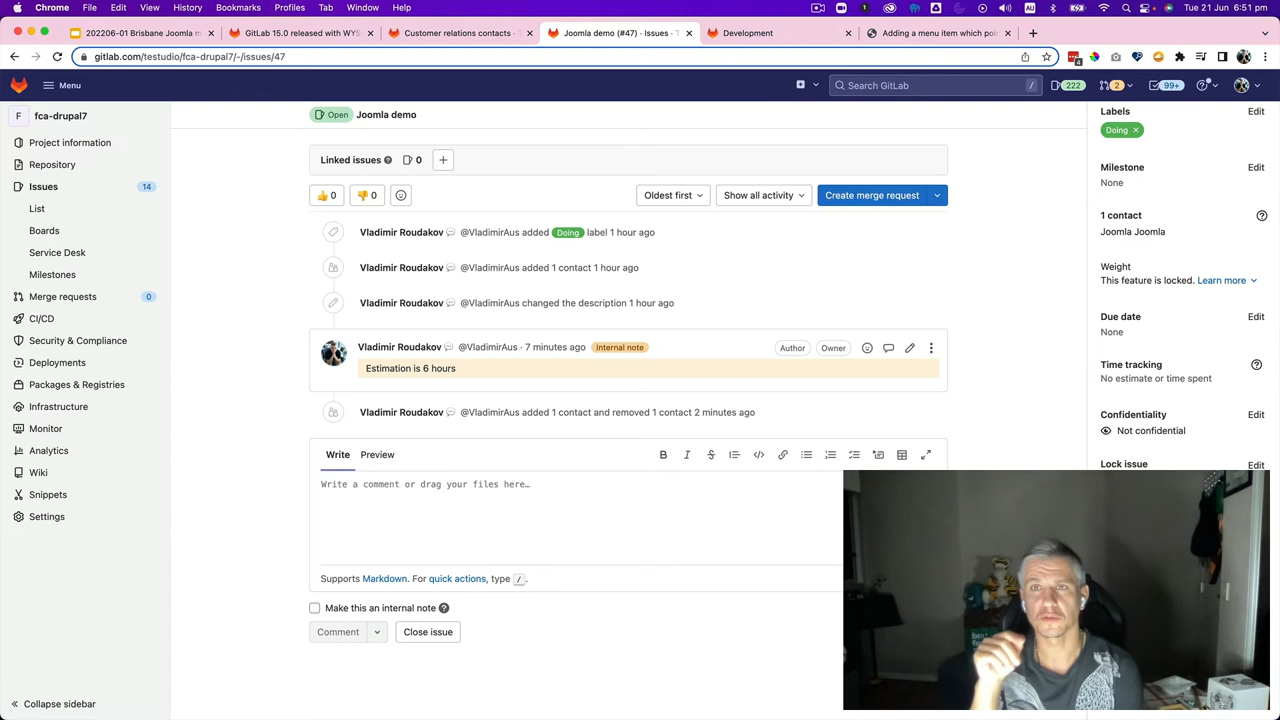 Chrome File Edit View History Bookmarks Profiles Tab Window Help AU Tue 21 Jun 6:51 pm
202206-01 Brisbane Joomla m GitLab 15.0 released with WYS Customer relations contacts · T Joomla demo (#47) · Issues · T Development Adding a menu item which poi
gitlab.com/testudio/fca-drupal7/-/issues/47
Menu Search GitLab / 222 2 99+
F fca-drupal7
Project information
Repository
Issues 14
List
Boards
Service Desk
Milestones
Merge requests 0
CI/CD
Security & Compliance
Deployments
Packages & Registries
Infrastructure
Monitor
Analytics
Wiki
Snippets
Settings
Collapse sidebar
Open Joomla demo
Linked issues 0
0 0 Oldest first Show all activity Create merge request
Vladimir Roudakov @VladimirAus added Doing label 1 hour ago
Vladimir Roudakov @VladimirAus added 1 contact 1 hour ago
Vladimir Roudakov @VladimirAus changed the description 1 hour ago
Vladimir Roudakov @VladimirAus · 7 minutes ago Internal note Author Owner
Estimation is 6 hours
Vladimir Roudakov @VladimirAus added 1 contact and removed 1 contact 2 minutes ago
Write Preview
Write a comment or drag your files here…
Supports Markdown. For quick actions, type /.
Make this an internal note
Comment Close issue
Labels Edit
Doing
Milestone Edit
None
1 contact
Joomla Joomla
Weight
This feature is locked. Learn more
Due date Edit
None
Time tracking
No estimate or time spent
Confidentiality Edit
Not confidential
Lock issue Edit